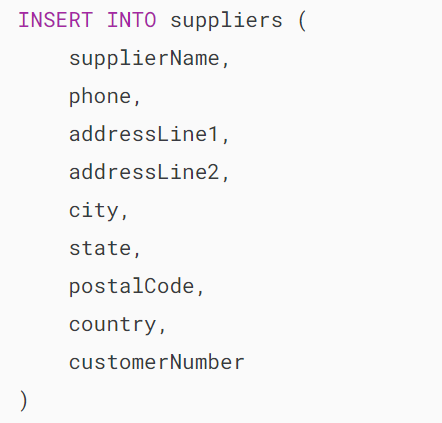 INSERT INTO suppliers (
    supplierName,
    phone,
    addressLine1,
    addressLine2,
    city,
    state,
    postalCode,
    country,
    customerNumber
)